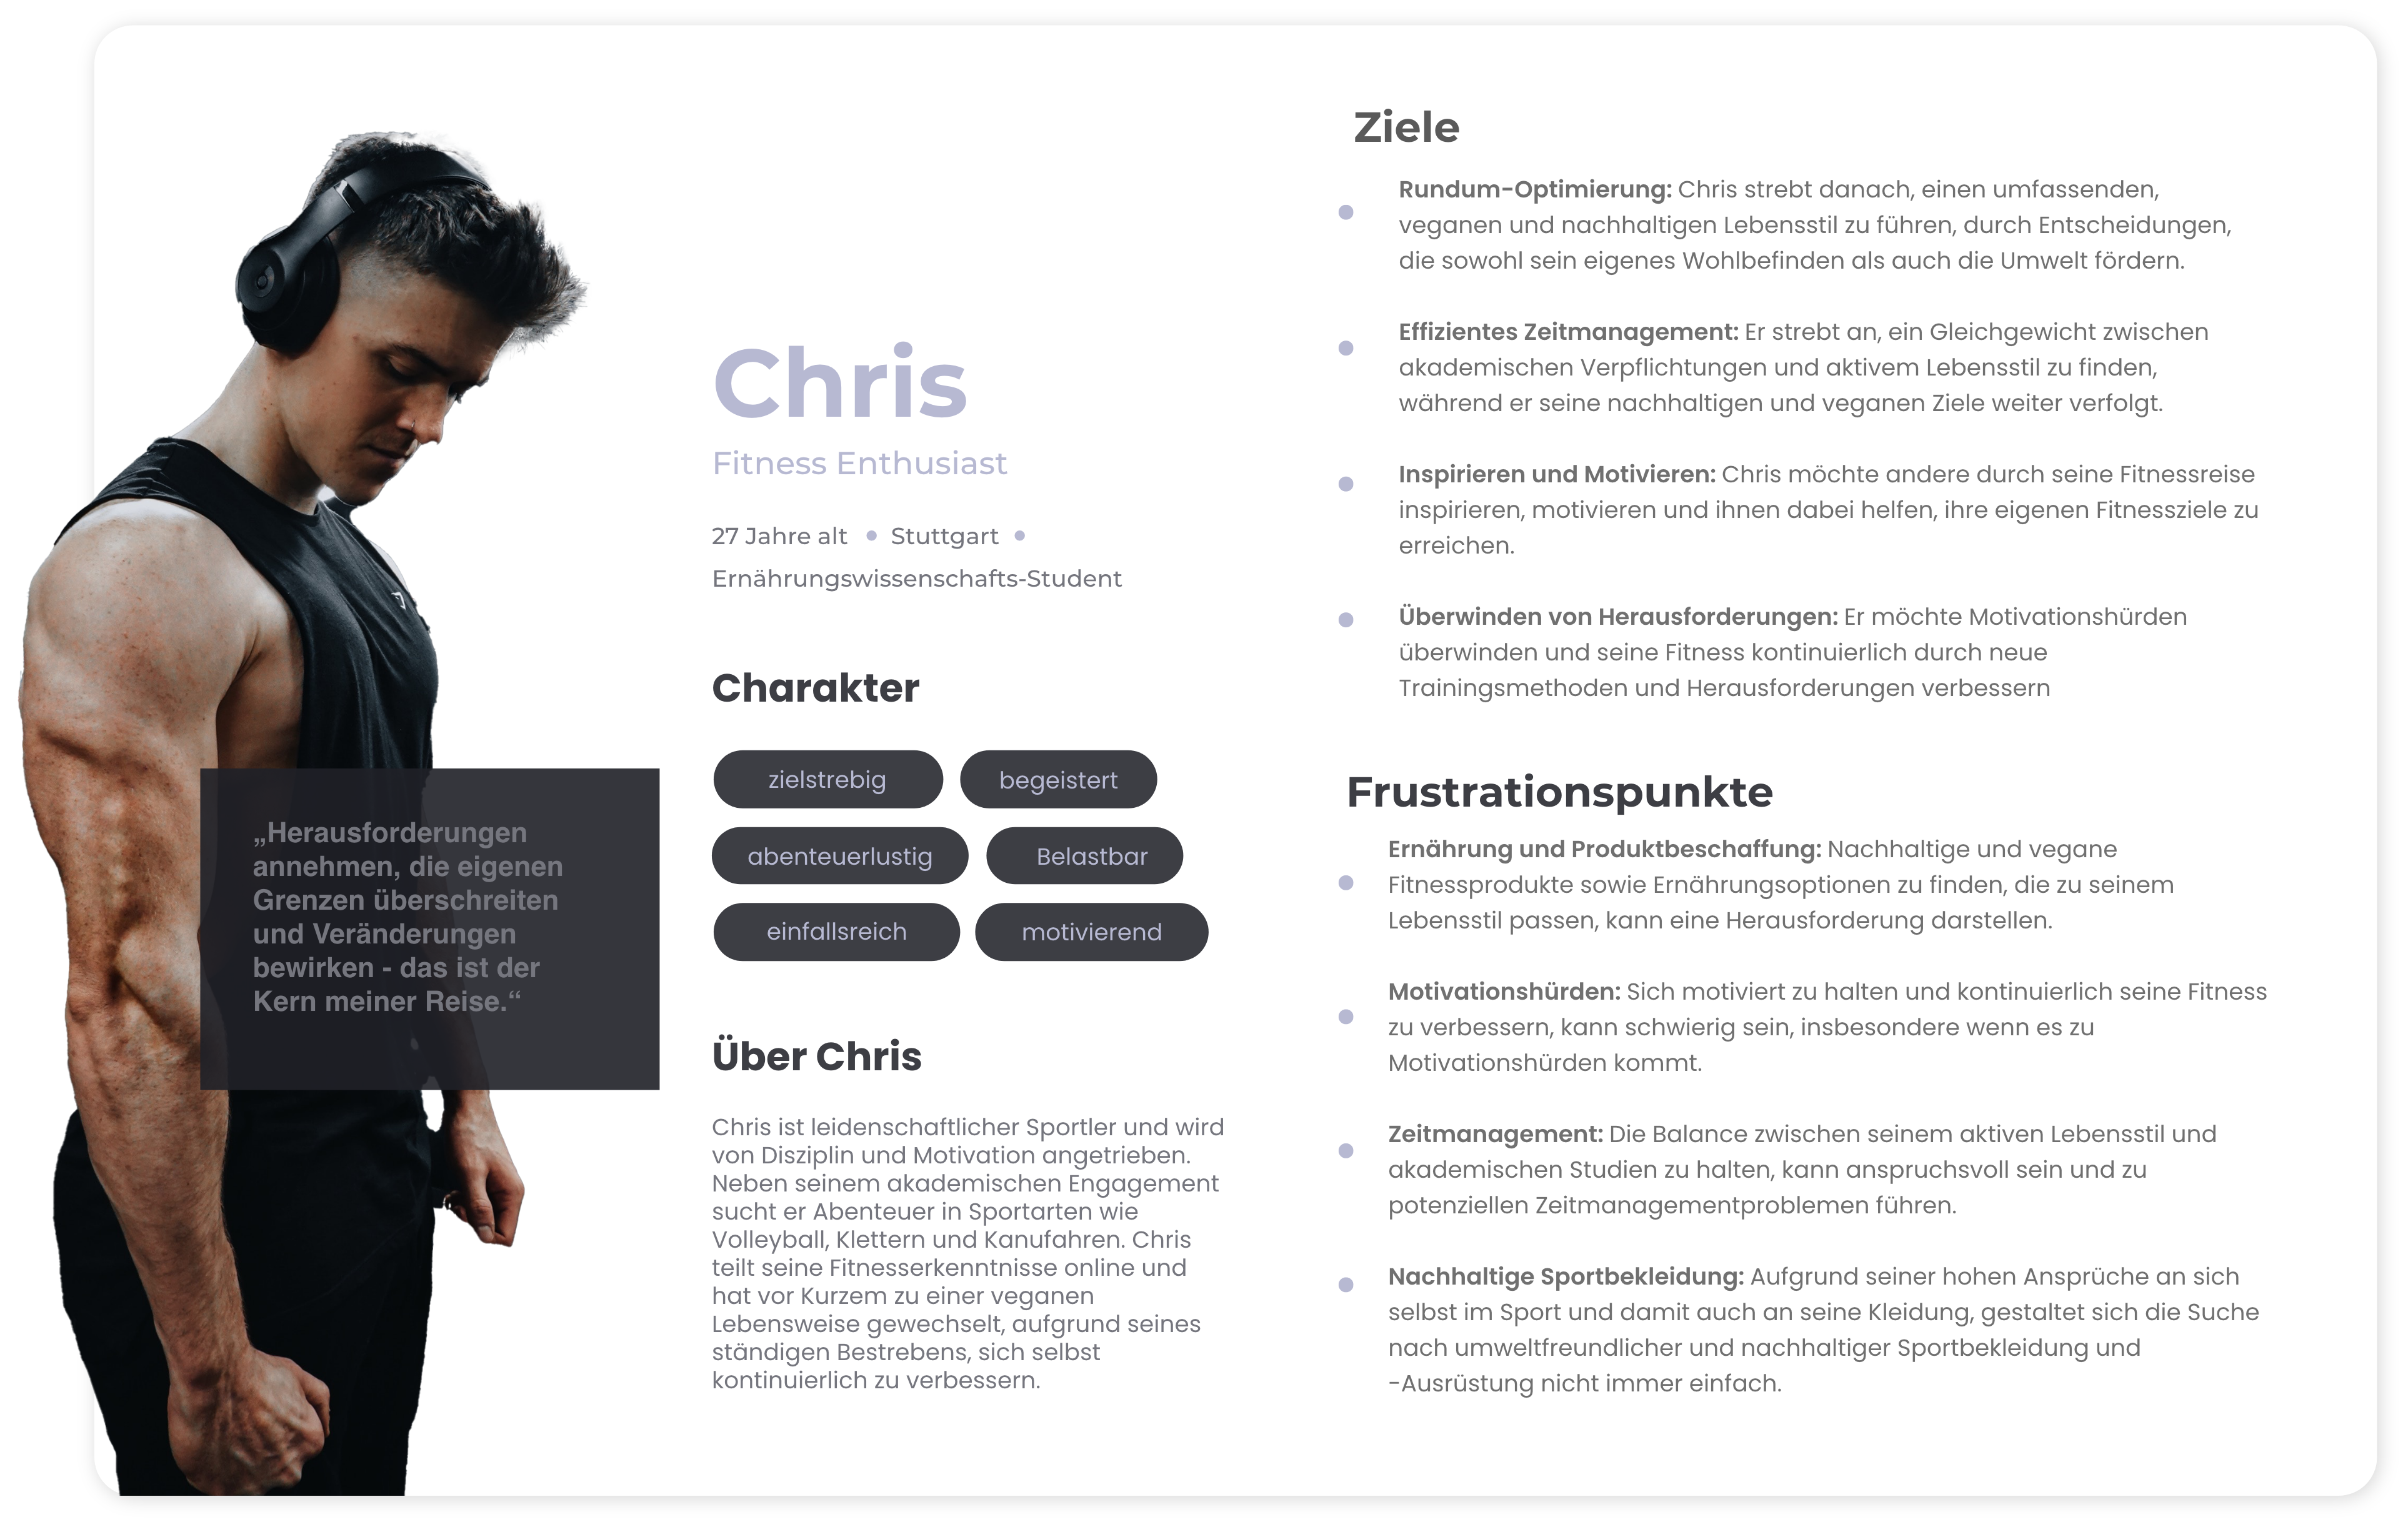 Chris
Fitness Enthusiast
27 Jahre alt • Stuttgart •
Ernährungswissenschafts-Student
Charakter
zielstrebig
begeistert
abenteuerlustig
Belastbar
einfallsreich
motivierend
„Herausforderungen
annehmen, die eigenen
Grenzen überschreiten
und Veränderungen
bewirken - das ist der
Kern meiner Reise.“
Über Chris
Chris ist leidenschaftlicher Sportler und wird
von Disziplin und Motivation angetrieben.
Neben seinem akademischen Engagement
sucht er Abenteuer in Sportarten wie
Volleyball, Klettern und Kanufahren. Chris
teilt seine Fitnesserkenntnisse online und
hat vor Kurzem zu einer veganen
Lebensweise gewechselt, aufgrund seines
ständigen Bestrebens, sich selbst
kontinuierlich zu verbessern.
Ziele
Rundum-Optimierung: Chris strebt danach, einen umfassenden,
veganen und nachhaltigen Lebensstil zu führen, durch Entscheidungen,
die sowohl sein eigenes Wohlbefinden als auch die Umwelt fördern.
Effizientes Zeitmanagement: Er strebt an, ein Gleichgewicht zwischen
akademischen Verpflichtungen und aktivem Lebensstil zu finden,
während er seine nachhaltigen und veganen Ziele weiter verfolgt.
Inspirieren und Motivieren: Chris möchte andere durch seine Fitnessreise
inspirieren, motivieren und ihnen dabei helfen, ihre eigenen Fitnessziele zu
erreichen.
Überwinden von Herausforderungen: Er möchte Motivationshürden
überwinden und seine Fitness kontinuierlich durch neue
Trainingsmethoden und Herausforderungen verbessern
Frustrationspunkte
Ernährung und Produktbeschaffung: Nachhaltige und vegane
Fitnessprodukte sowie Ernährungsoptionen zu finden, die zu seinem
Lebensstil passen, kann eine Herausforderung darstellen.
Motivationshürden: Sich motiviert zu halten und kontinuierlich seine Fitness
zu verbessern, kann schwierig sein, insbesondere wenn es zu
Motivationshürden kommt.
Zeitmanagement: Die Balance zwischen seinem aktiven Lebensstil und
akademischen Studien zu halten, kann anspruchsvoll sein und zu
potenziellen Zeitmanagementproblemen führen.
Nachhaltige Sportbekleidung: Aufgrund seiner hohen Ansprüche an sich
selbst im Sport und damit auch an seine Kleidung, gestaltet sich die Suche
nach umweltfreundlicher und nachhaltiger Sportbekleidung und
-Ausrüstung nicht immer einfach.